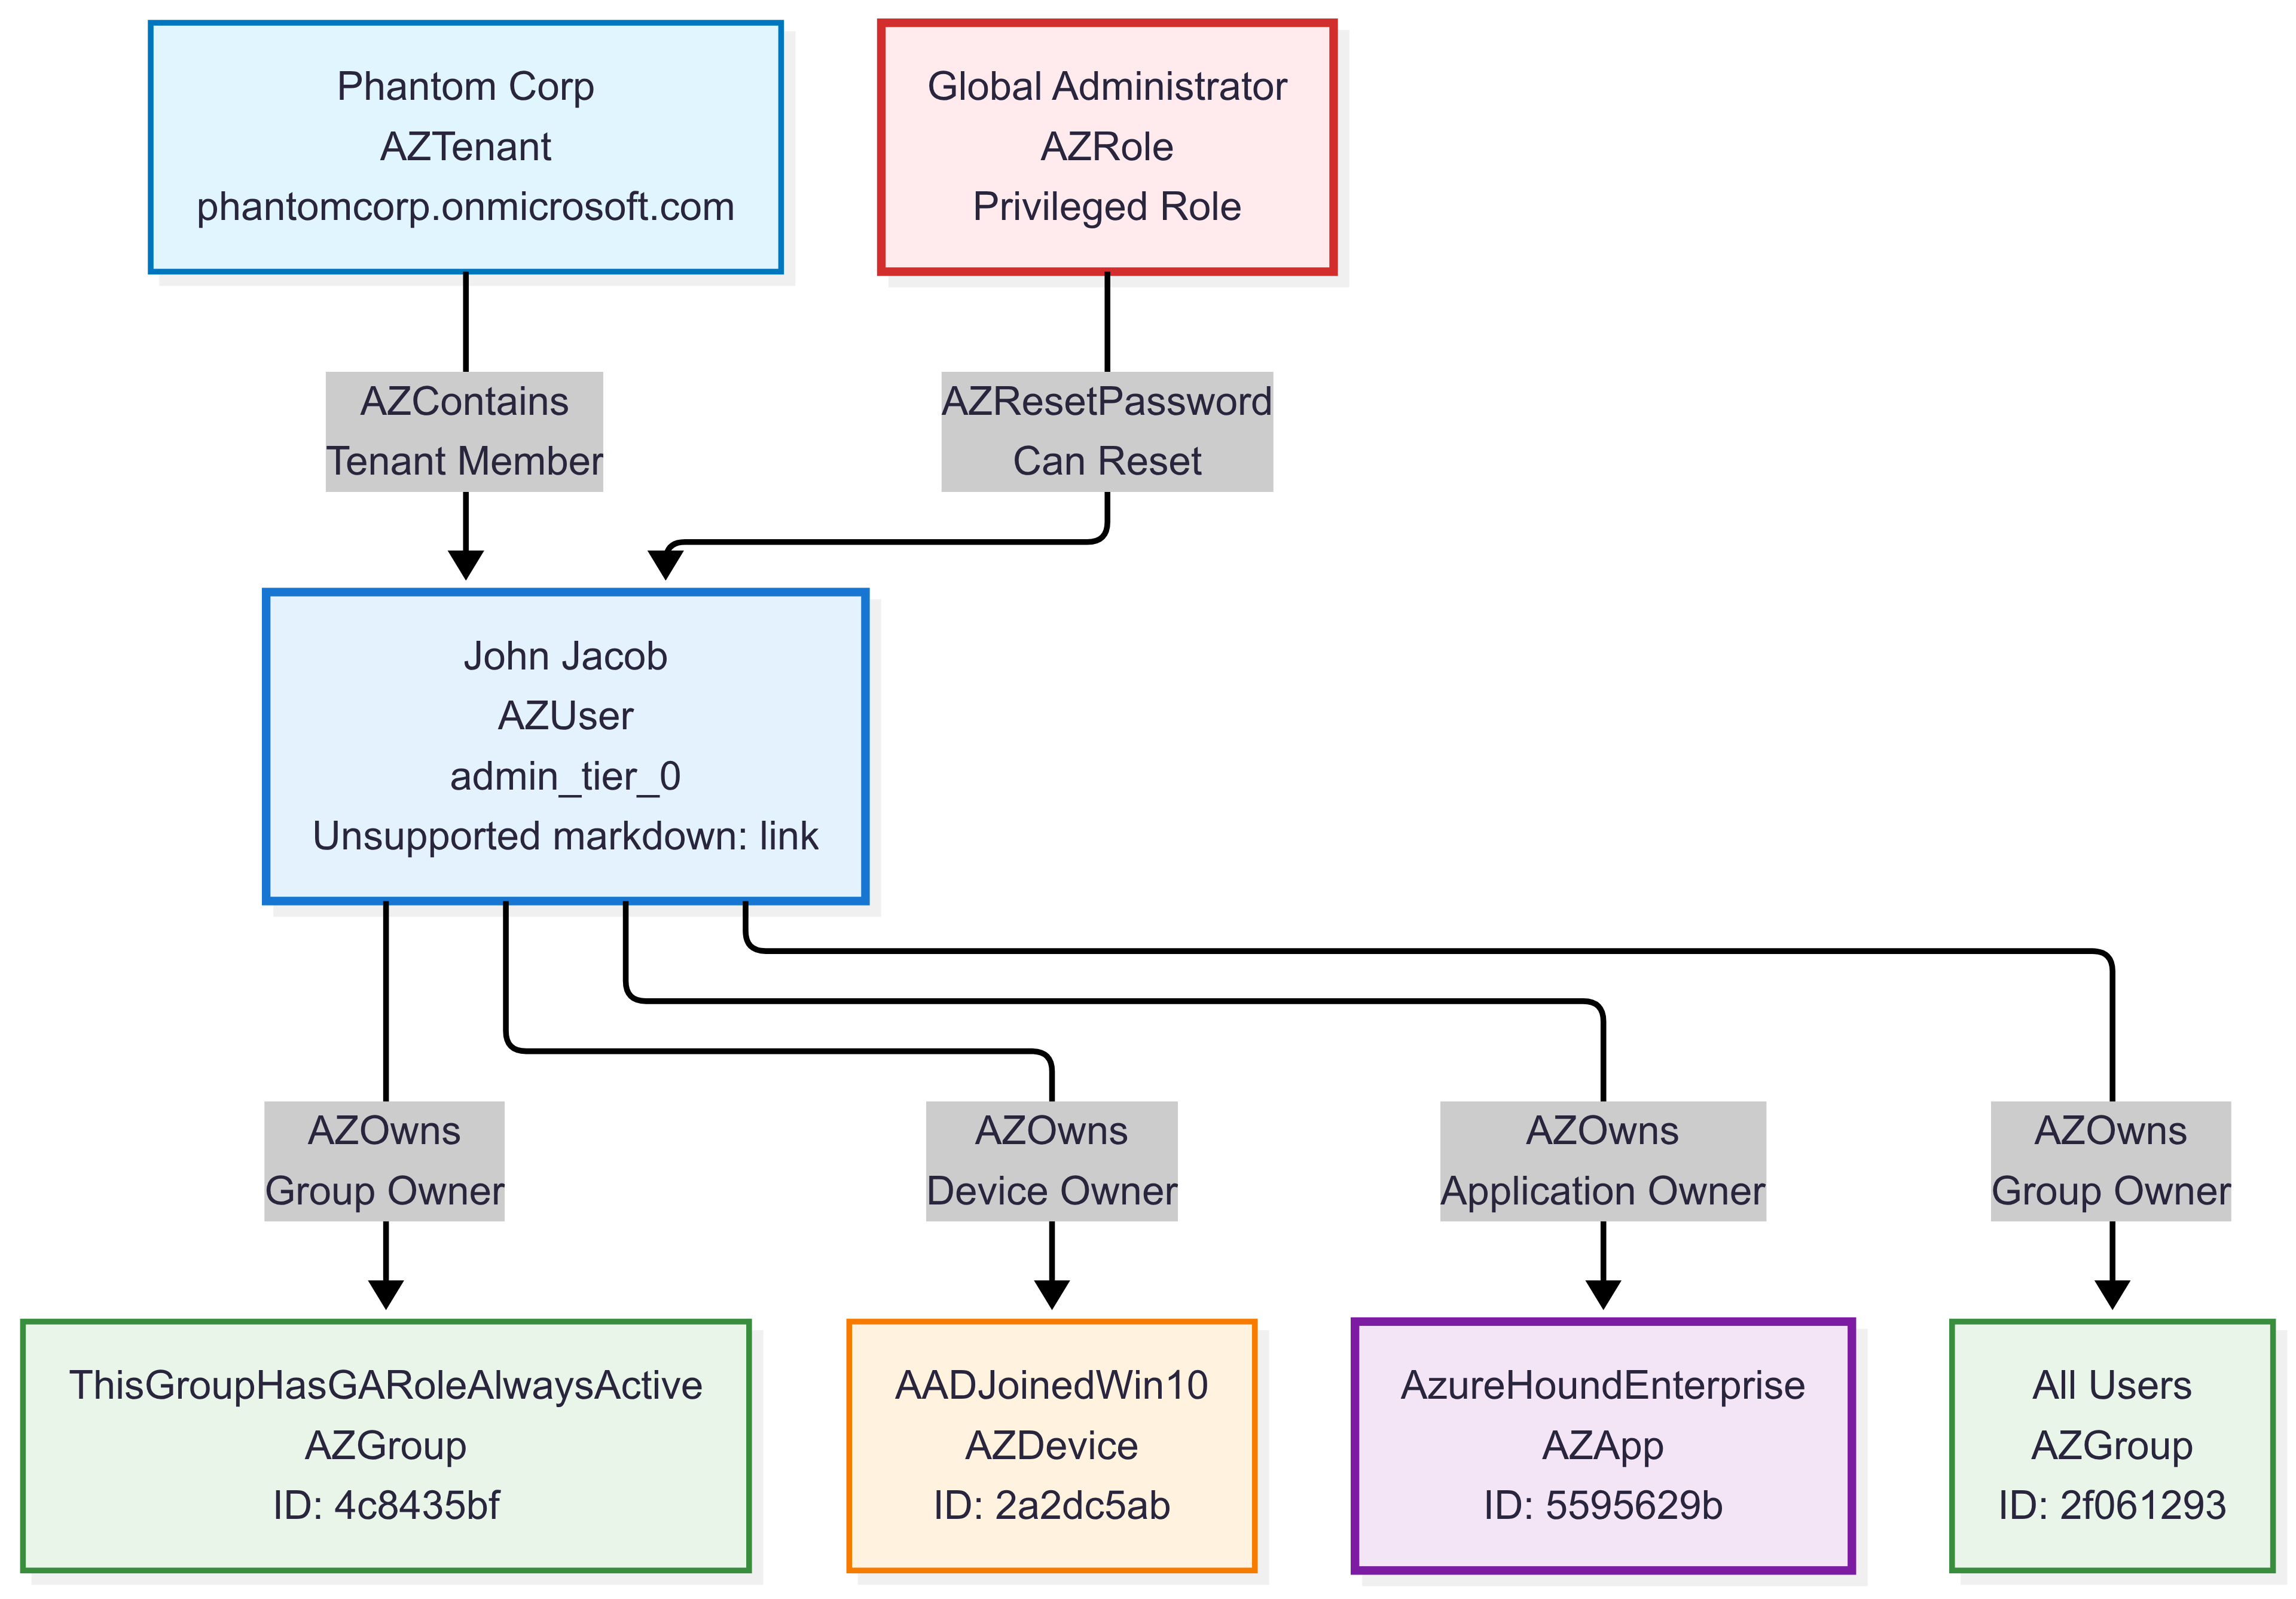 Phantom Corp
AZTenant
phantomcorp.onmicrosoft.com
Global Administrator
AZRole
Privileged Role
AZContains
Tenant Member
AZResetPassword
Can Reset
John Jacob
AZUser
admin_tier_0
Unsupported markdown: link
AZOwns
Group Owner
AZOwns
Device Owner
AZOwns
Application Owner
AZOwns
Group Owner
ThisGroupHasGARoleAlwaysActive
AZGroup
ID: 4c8435bf
AADJoinedWin10
AZDevice
ID: 2a2dc5ab
AzureHoundEnterprise
AZApp
ID: 5595629b
All Users
AZGroup
ID: 2f061293